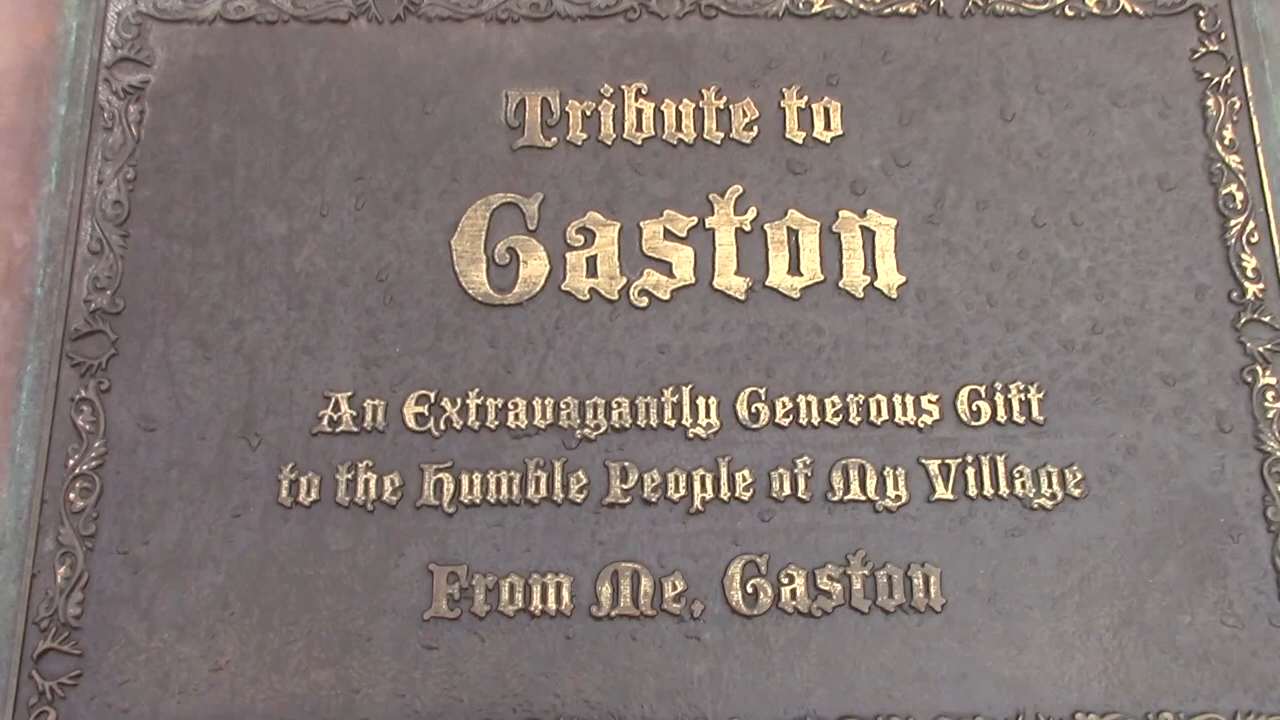 Tribute to
Gaston
An Extravagantly Generous Gift
to the Humble People of My Village
From Me, Gaston